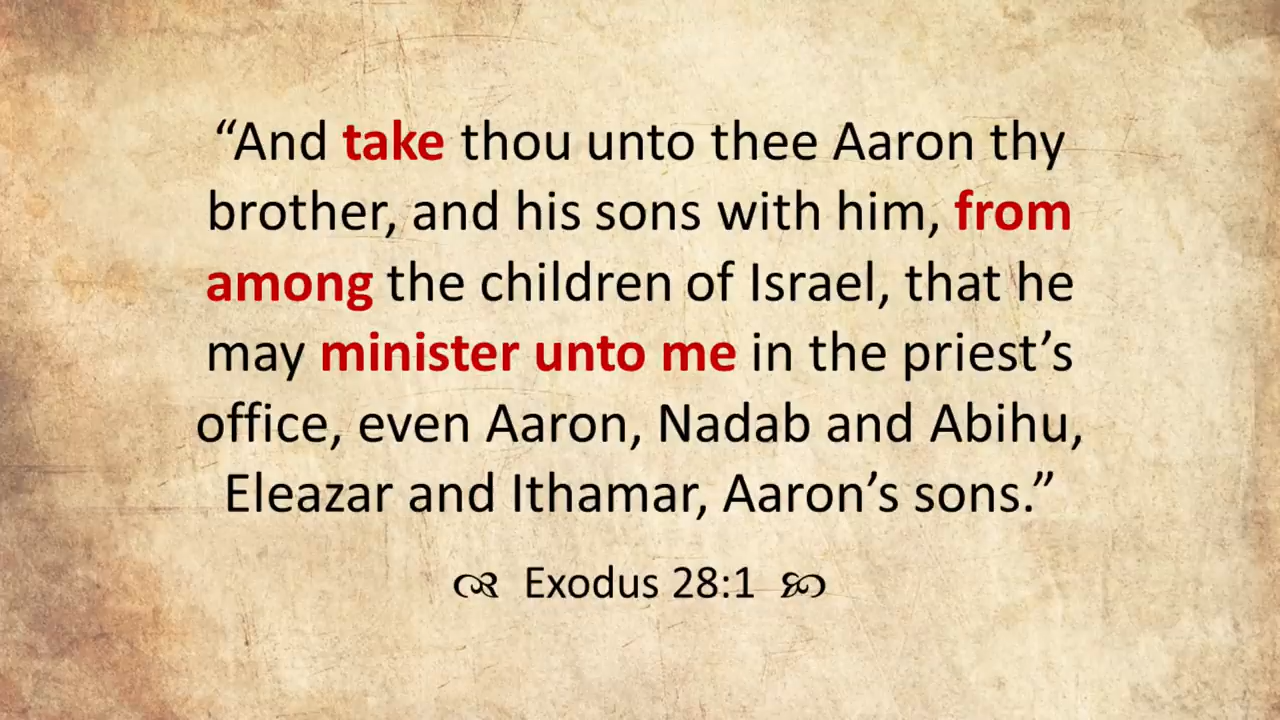 “And take thou unto thee Aaron thy
brother, and his sons with him, from
among the children of Israel, that he
may minister unto me in the priest’s
office, even Aaron, Nadab and Abihu,
Eleazar and Ithamar, Aaron’s sons.”
Exodus 28:1